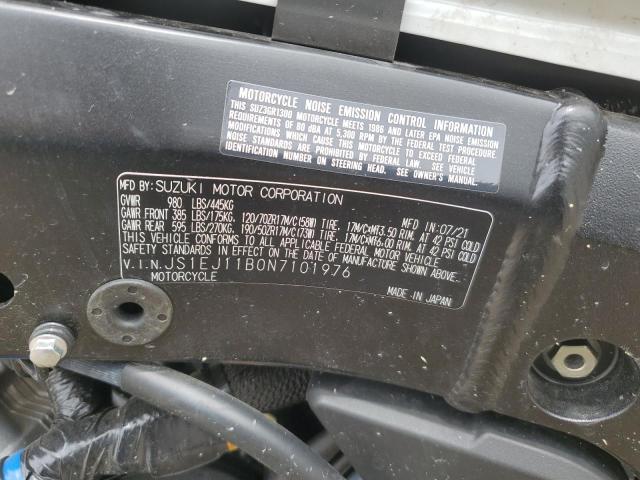 MOTORCYCLE NOISE EMISSION CONTROL INFORMATION
THIS SUZ3GR1300 MOTORCYCLE MEETS 1986 AND LATER EPA NOISE EMISSION
REQUIREMENTS OF 80 dBA AT 5,300 RPM BY THE FEDERAL TEST PROCEDURE.
MODIFICATIONS WHICH CAUSE THIS MOTORCYCLE TO EXCEED FEDERAL
NOISE STANDARDS ARE PROHIBITED BY FEDERAL LAW. SEE VEHICLE
IDENTIFICATION NUMBER ON STEERING HEAD. SEE OWNER'S MANUAL.
MFD BY:SUZUKI MOTOR CORPORATION MFD IN:07/21
GVWR 980 LBS/445KG
GAWR FRONT 385 LBS/175KG. 120/70ZR17M/C(58W) TIRE. 17M/C×MT3.50 RIM. AT 42 PSI COLD
GAWR REAR 595 LBS/270KG. 190/50ZR17M/C(73W) TIRE. 17M/C×MT6.00 RIM. AT 42 PSI COLD
THIS VEHICLE CONFORMS TO ALL APPLICABLE FEDERAL MOTOR VEHICLE
SAFETY STANDARDS IN EFFECT ON THE DATE OF MANUFACTURE SHOWN ABOVE.
V.I.N.JS1EJ11B0N7101976
MOTORCYCLE MADE IN JAPAN